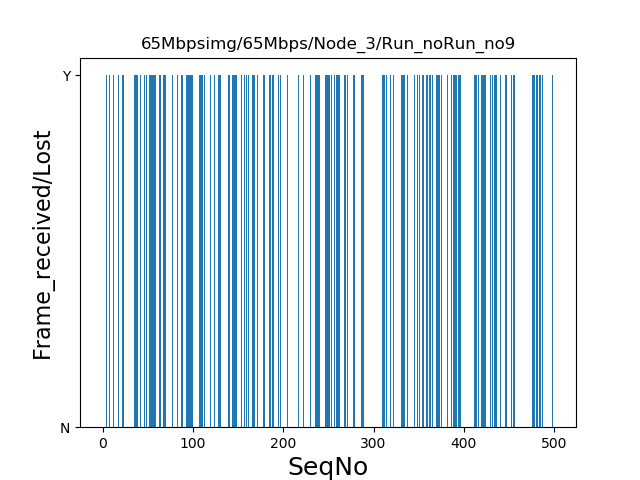 65Mbpsimg/65Mbps/Node_3/Run_noRun_no9
Y
Frame_received/Lost
N
0 100 200 300 400 500
SeqNo